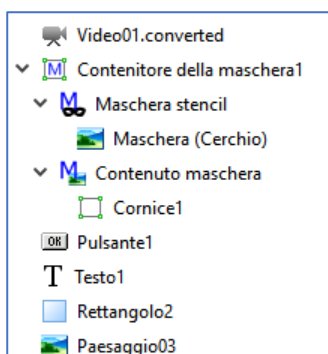 Video01.converted
Contenitore della maschera1
Maschera stencil
Maschera (Cerchio)
Contenuto maschera
Cornice1
OK Pulsante1
T Testo1
Rettangolo2
Paesaggio03